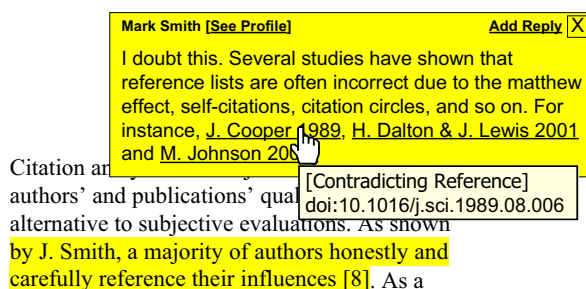 Mark Smith [See Profile] Add Reply X
I doubt this. Several studies have shown that
reference lists are often incorrect due to the matthew
effect, self-citations, citation circles, and so on. For
instance, J. Cooper 1989, H. Dalton & J. Lewis 2001
and M. Johnson
[Contradicting Reference]
doi:10.1016/j.sci.1989.08.006
Citation
authors’ and publications’
alternative to subjective evaluations. As shown
by J. Smith, a majority of authors honestly and
carefully reference their influences [8]. As a